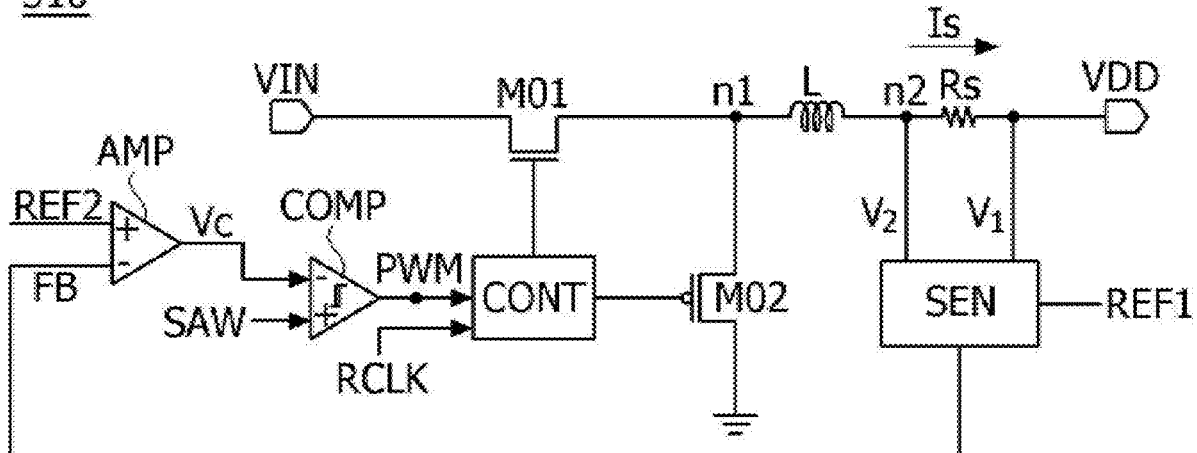 Is
VIN
M01
n1
L
n2
Rs
VDD
AMP
REF2
+
-
Vc
FB
COMP
-
+
SAW
PWM
RCLK
CONT
M02
V2
V1
SEN
REF1